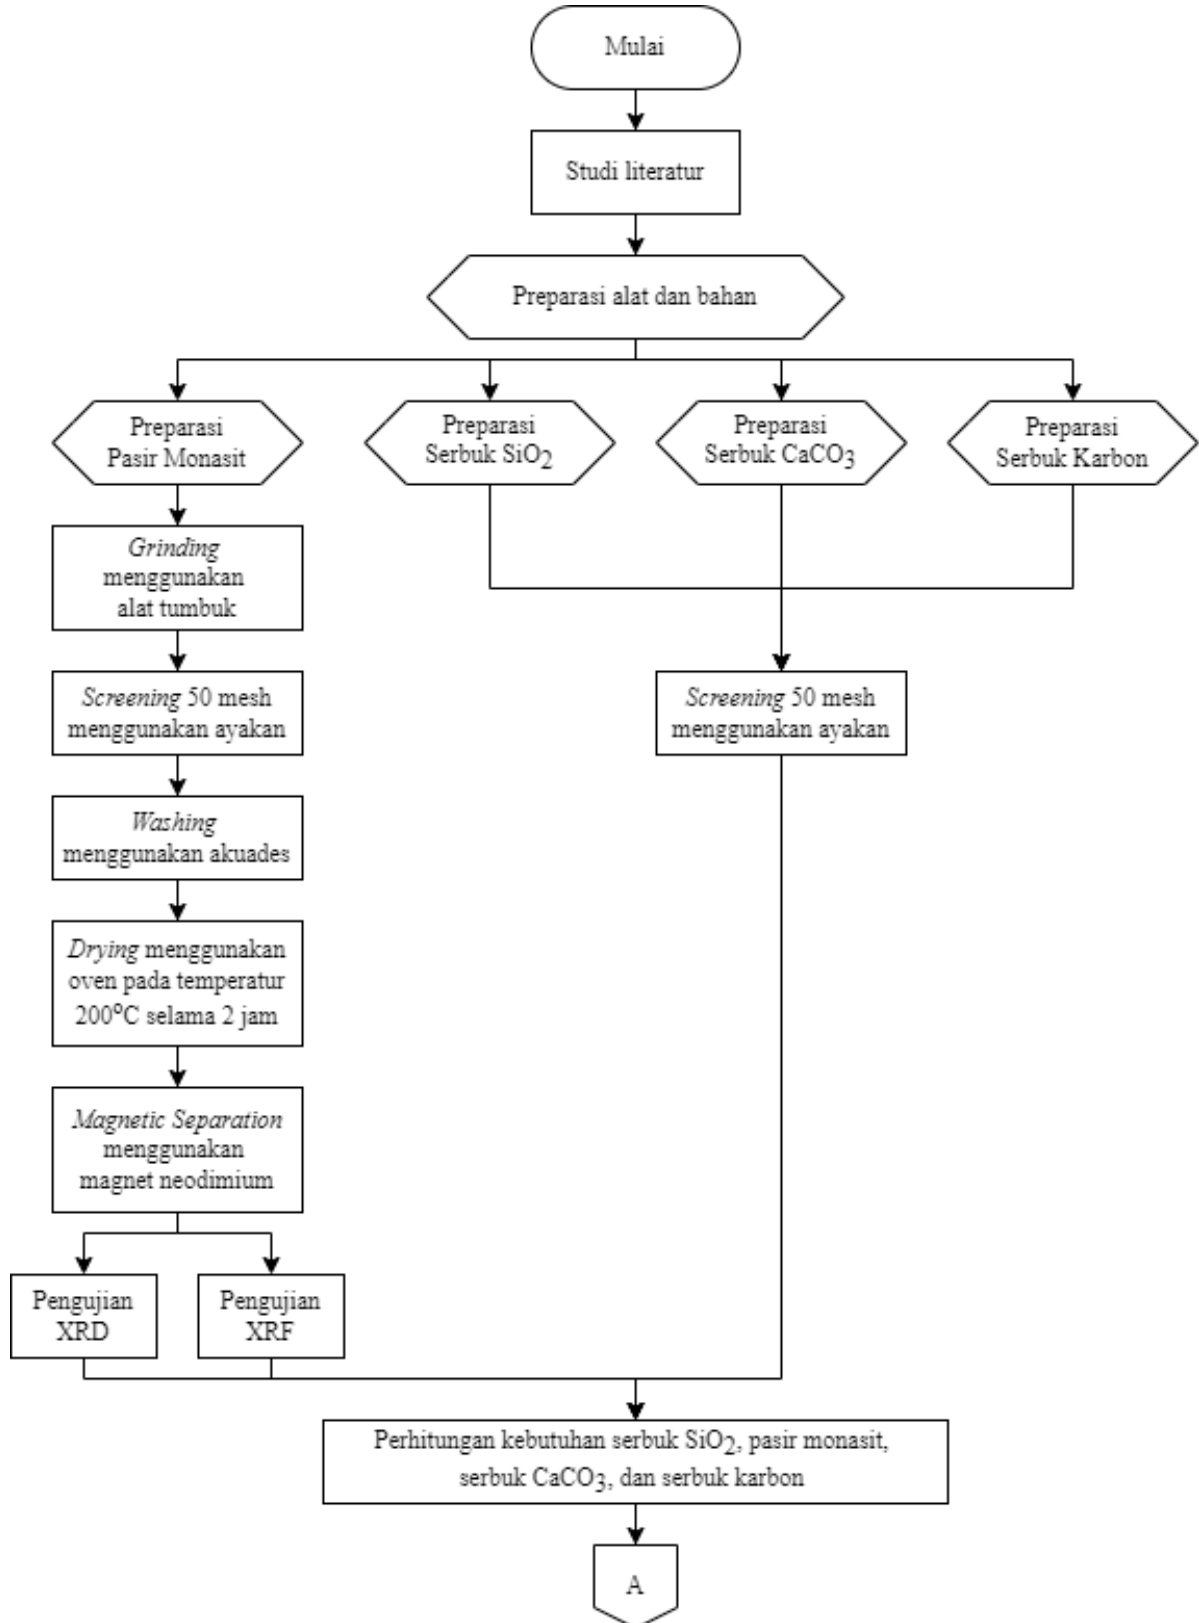 Mulai
Studi literatur
Preparasi alat dan bahan
Preparasi
Pasir Monasit
Preparasi
Serbuk SiO2
Preparasi
Serbuk CaCO3
Preparasi
Serbuk Karbon
Grinding
menggunakan
alat tumbuk
Screening 50 mesh
menggunakan ayakan
Screening 50 mesh
menggunakan ayakan
Washing
menggunakan akuades
Drying menggunakan
oven pada temperatur
200°C selama 2 jam
Magnetic Separation
menggunakan
magnet neodimium
Pengujian
XRD
Pengujian
XRF
Perhitungan kebutuhan serbuk SiO2, pasir monasit,
serbuk CaCO3, dan serbuk karbon
A